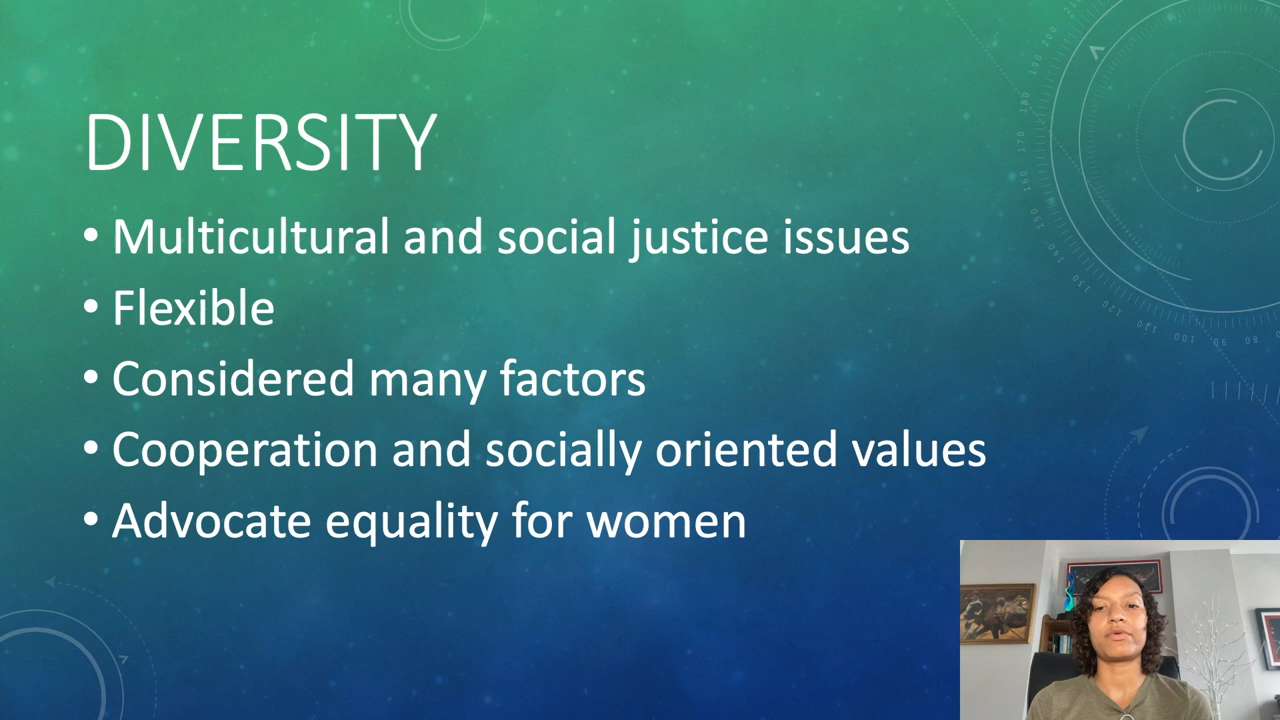 DIVERSITY
• Multicultural and social justice issues
• Flexible
• Considered many factors
• Cooperation and socially oriented values
• Advocate equality for women